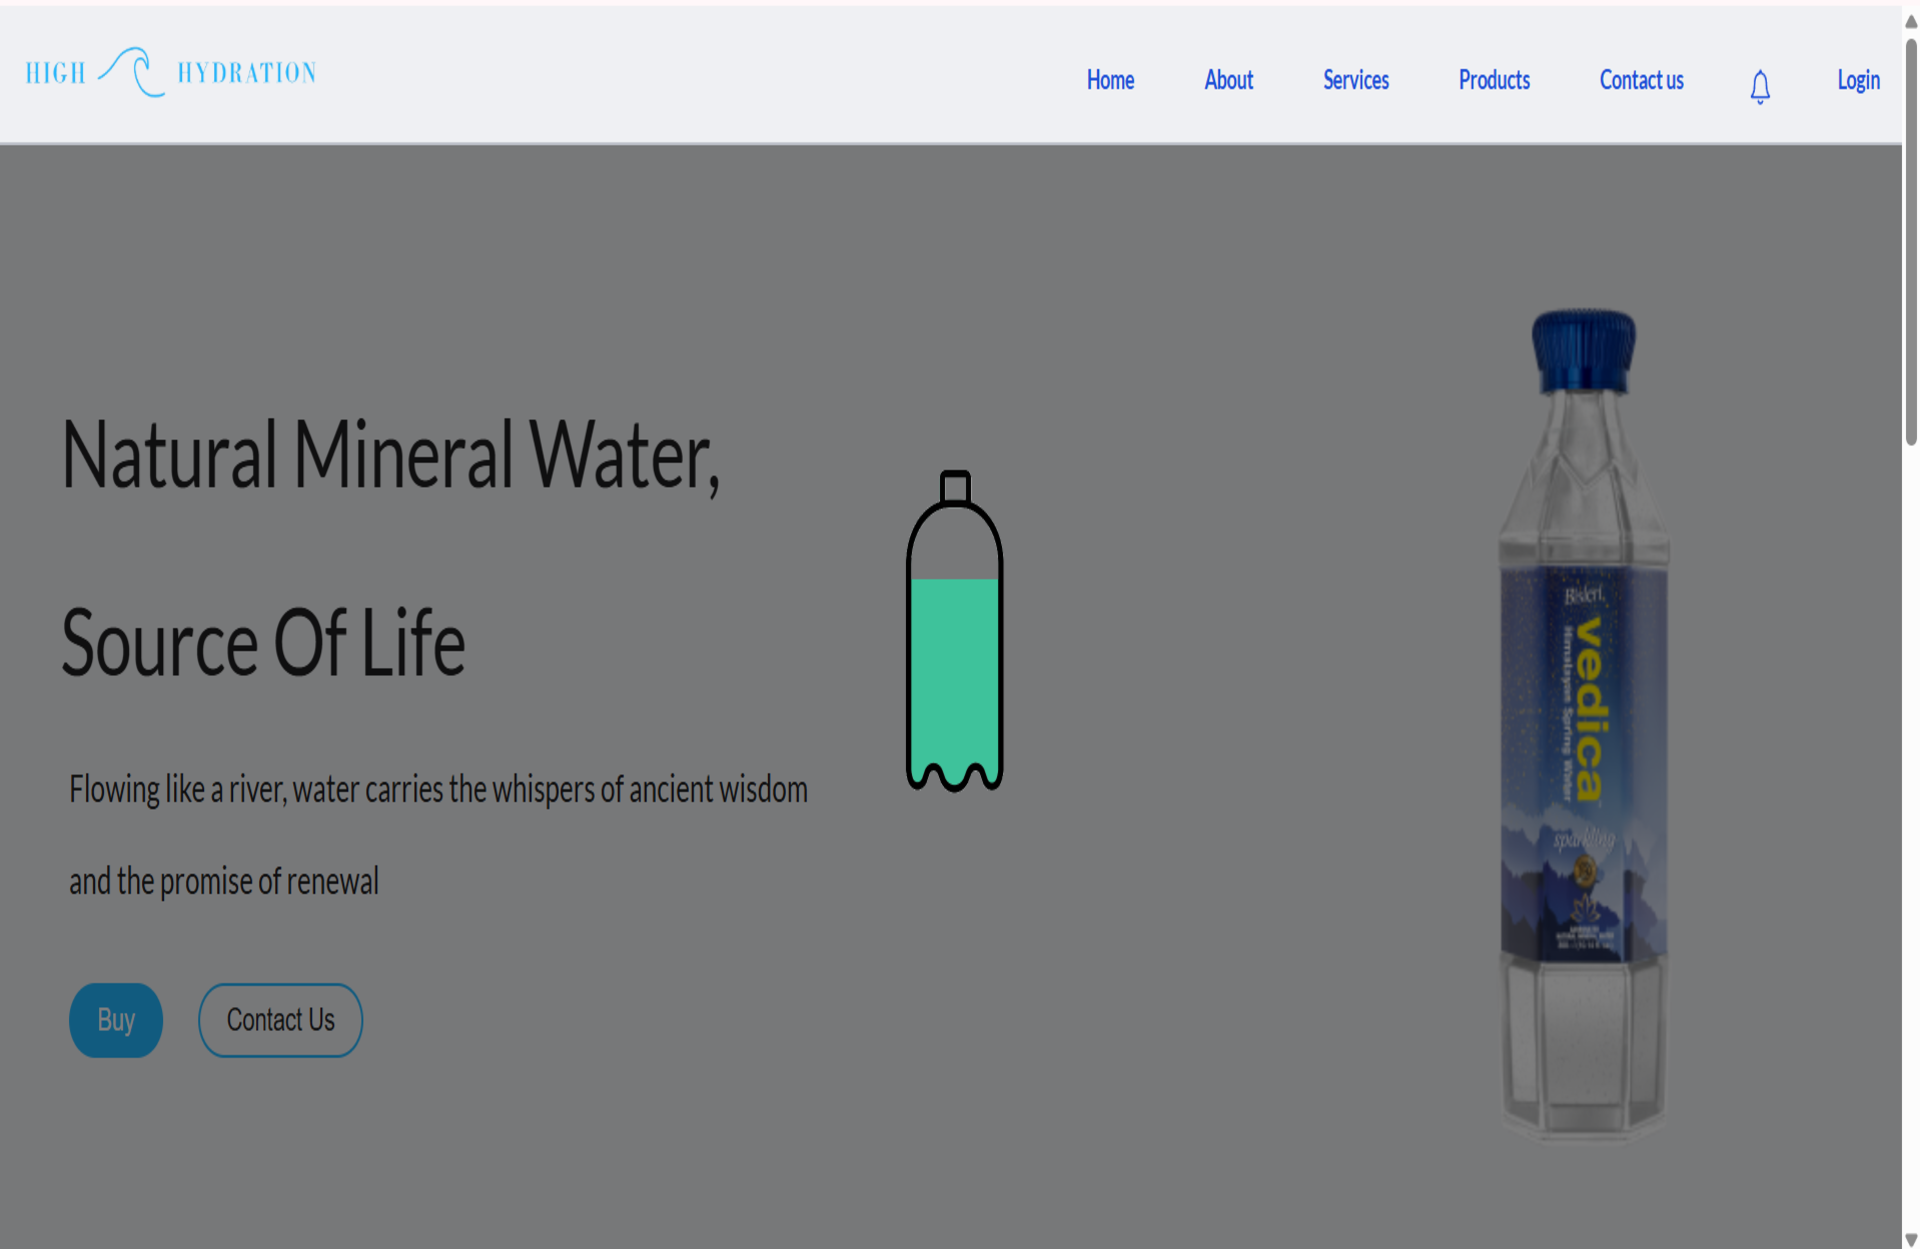 HIGH HYDRATION
Home About Services Products Contact us Login
Natural Mineral Water,
Source Of Life
Flowing like a river, water carries the whispers of ancient wisdom
and the promise of renewal
Buy Contact Us
Bisleri
vedica
Himalayan Spring Water
sparkling